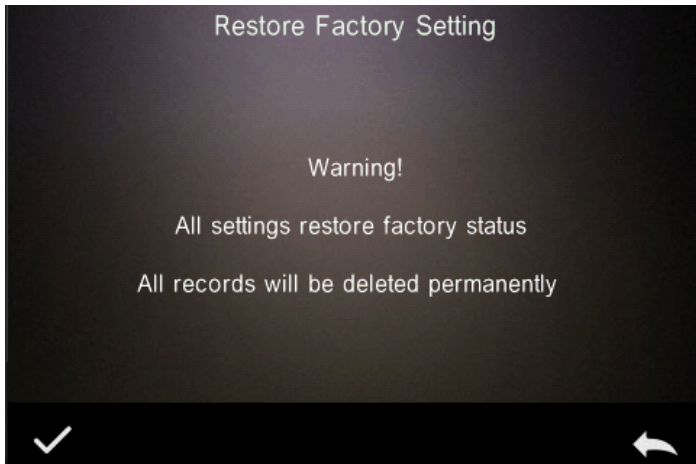 Restore Factory Setting
Warning!
All settings restore factory status
All records will be deleted permanently